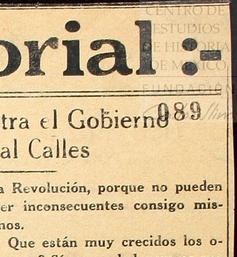 CENTRO DE
ESTUDIOS
DE HISTORIA
DE MÉXICO
FUNDACIÓN
orial :-
tra el Gobierno
089
al Calles
a Revolución, porque no pueden
er inconsecuentes consigo mis-
nos.
Que están muy crecidos los o-